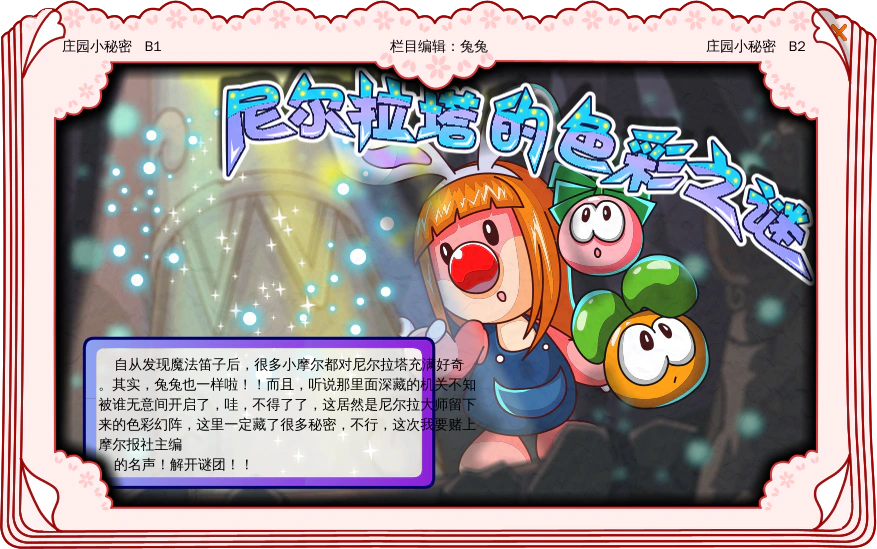 庄园小秘密 B1
栏目编辑：兔兔
庄园小秘密 B2
尼尔拉塔的色彩之谜
自从发现魔法笛子后，很多小摩尔都对尼尔拉塔充满好奇
。其实，兔兔也一样啦！！而且，听说那里面深藏的机关不知
被谁无意间开启了，哇，不得了了，这居然是尼尔拉大师留下
来的色彩幻阵，这里一定藏了很多秘密，不行，这次我要赌上
摩尔报社主编
的名声！解开谜团！！